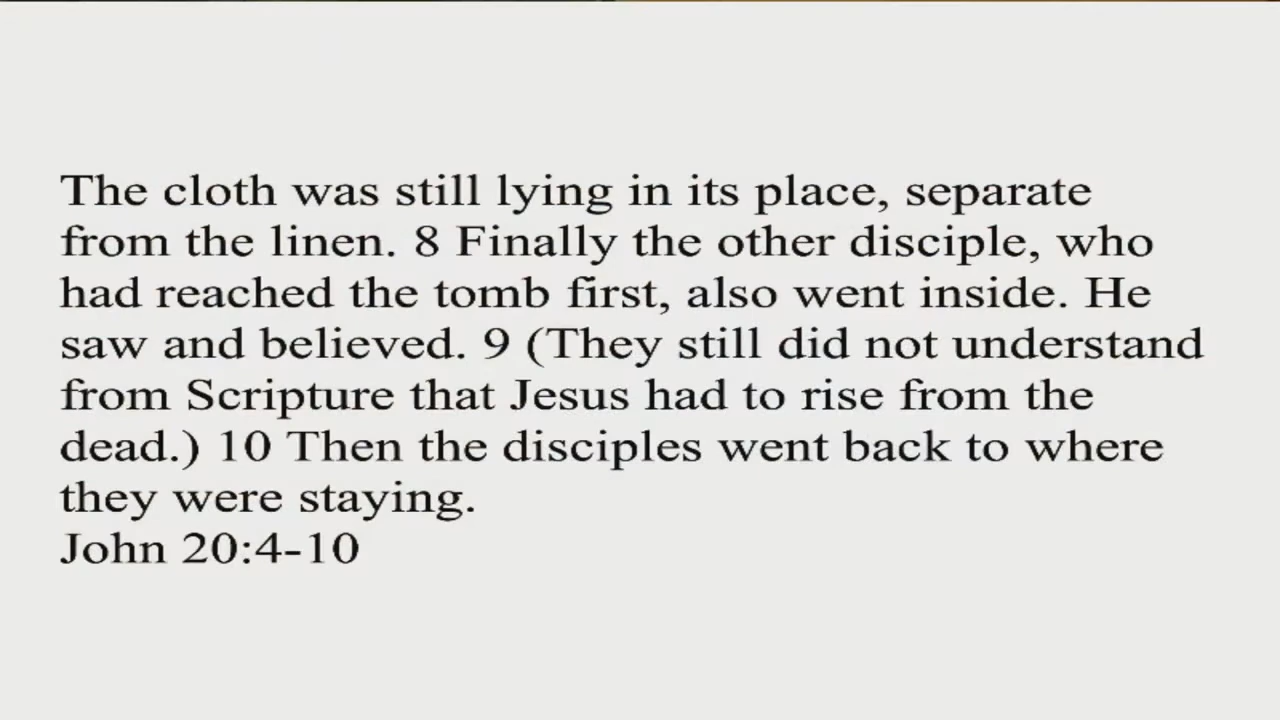 The cloth was still lying in its place, separate
from the linen. 8 Finally the other disciple, who
had reached the tomb first, also went inside. He
saw and believed. 9 (They still did not understand
from Scripture that Jesus had to rise from the
dead.) 10 Then the disciples went back to where
they were staying.
John 20:4-10